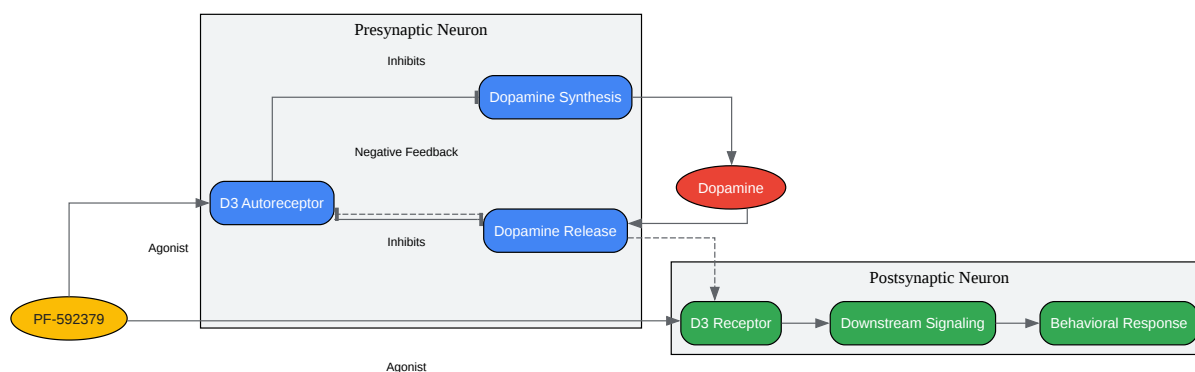 Presynaptic Neuron
Inhibits
Dopamine Synthesis
Negative Feedback
Dopamine
D3 Autoreceptor
Dopamine Release
Inhibits
Agonist
Postsynaptic Neuron
PF-592379
D3 Receptor
Downstream Signaling
Behavioral Response
Agonist